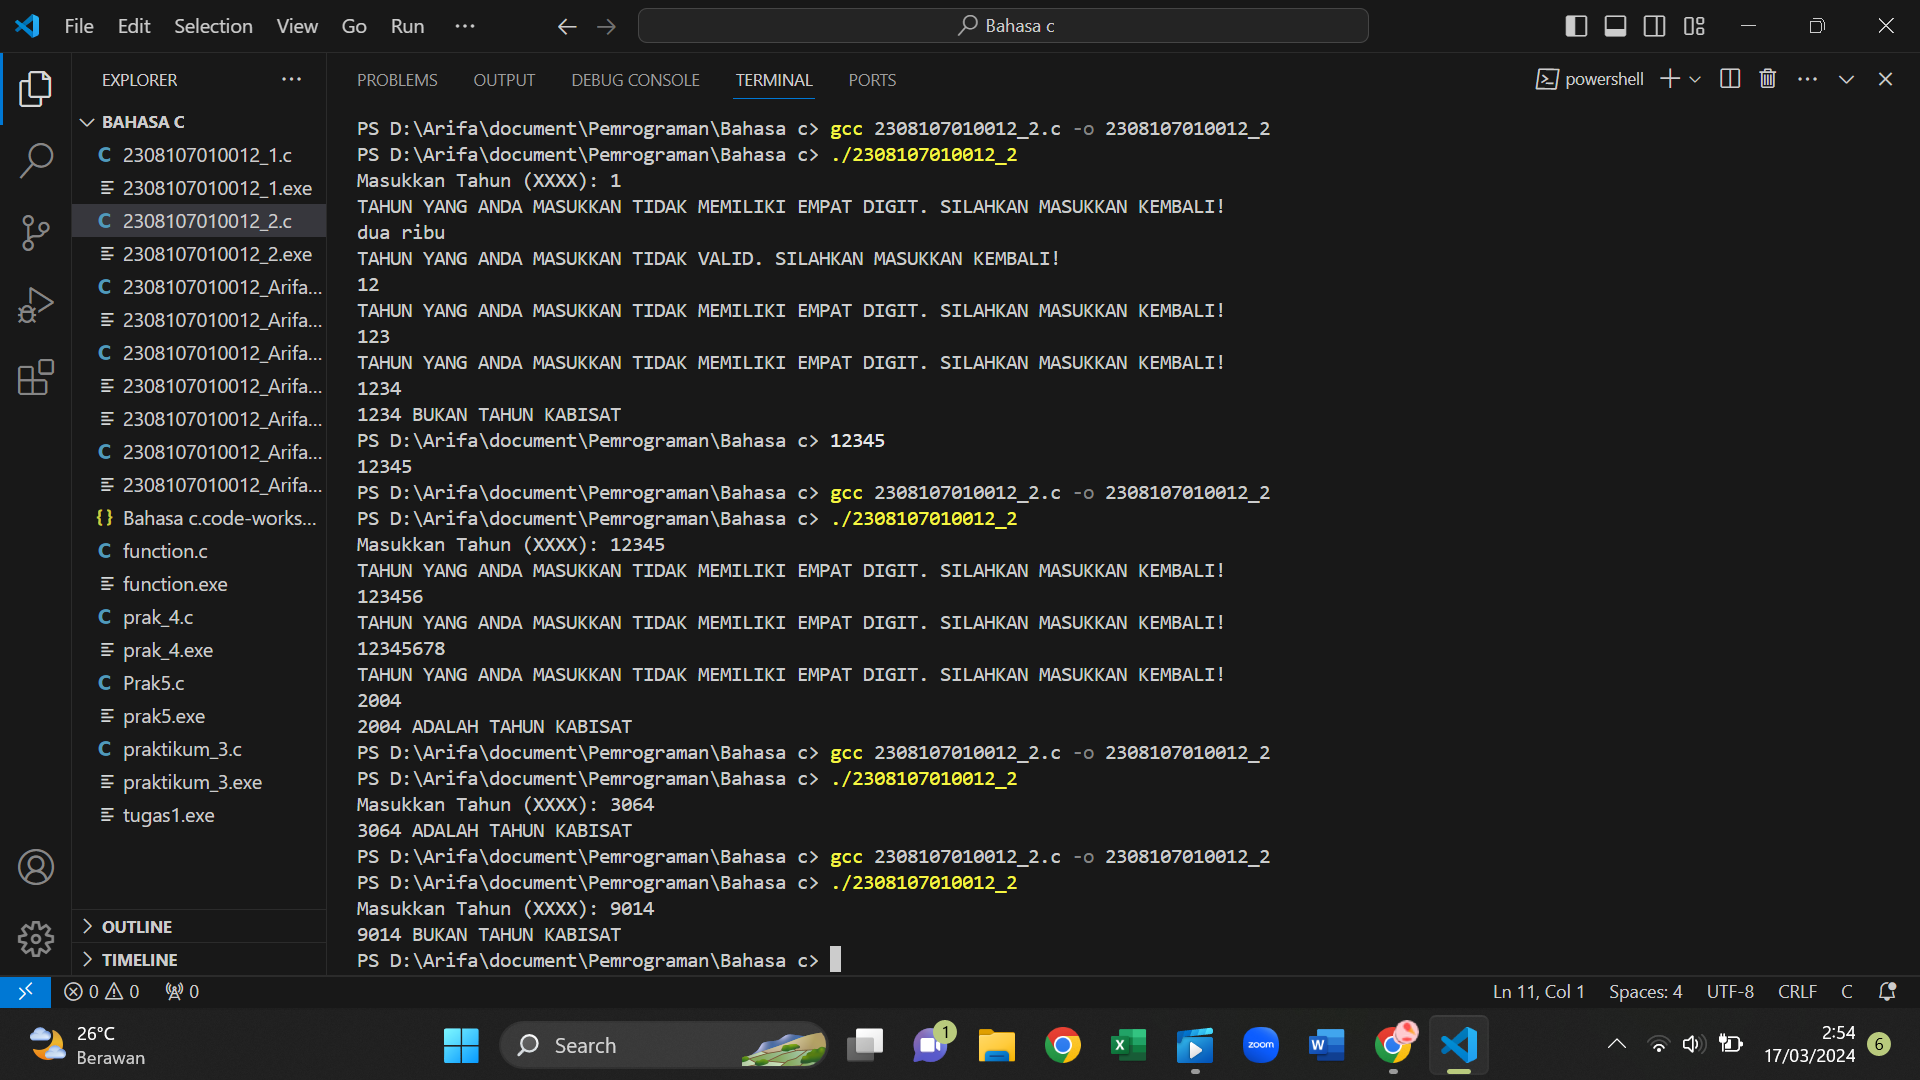 File Edit Selection View Go Run ···
Bahasa c
EXPLORER ···
BAHASA C
C 2308107010012_1.c
2308107010012_1.exe
C 2308107010012_2.c
2308107010012_2.exe
C 2308107010012_Arifa...
2308107010012_Arifa...
C 2308107010012_Arifa...
2308107010012_Arifa...
2308107010012_Arifa...
C 2308107010012_Arifa...
2308107010012_Arifa...
{} Bahasa c.code-works...
C function.c
function.exe
C prak_4.c
prak_4.exe
C Prak5.c
prak5.exe
C praktikum_3.c
praktikum_3.exe
tugas1.exe
OUTLINE
TIMELINE
PROBLEMS OUTPUT DEBUG CONSOLE TERMINAL PORTS
powershell
PS D:\Arifa\document\Pemrograman\Bahasa c> gcc 2308107010012_2.c -o 2308107010012_2
PS D:\Arifa\document\Pemrograman\Bahasa c> ./2308107010012_2
Masukkan Tahun (XXXX): 1
TAHUN YANG ANDA MASUKKAN TIDAK MEMILIKI EMPAT DIGIT. SILAHKAN MASUKKAN KEMBALI!
dua ribu
TAHUN YANG ANDA MASUKKAN TIDAK VALID. SILAHKAN MASUKKAN KEMBALI!
12
TAHUN YANG ANDA MASUKKAN TIDAK MEMILIKI EMPAT DIGIT. SILAHKAN MASUKKAN KEMBALI!
123
TAHUN YANG ANDA MASUKKAN TIDAK MEMILIKI EMPAT DIGIT. SILAHKAN MASUKKAN KEMBALI!
1234
1234 BUKAN TAHUN KABISAT
PS D:\Arifa\document\Pemrograman\Bahasa c> 12345
12345
PS D:\Arifa\document\Pemrograman\Bahasa c> gcc 2308107010012_2.c -o 2308107010012_2
PS D:\Arifa\document\Pemrograman\Bahasa c> ./2308107010012_2
Masukkan Tahun (XXXX): 12345
TAHUN YANG ANDA MASUKKAN TIDAK MEMILIKI EMPAT DIGIT. SILAHKAN MASUKKAN KEMBALI!
123456
TAHUN YANG ANDA MASUKKAN TIDAK MEMILIKI EMPAT DIGIT. SILAHKAN MASUKKAN KEMBALI!
12345678
TAHUN YANG ANDA MASUKKAN TIDAK MEMILIKI EMPAT DIGIT. SILAHKAN MASUKKAN KEMBALI!
2004
2004 ADALAH TAHUN KABISAT
PS D:\Arifa\document\Pemrograman\Bahasa c> gcc 2308107010012_2.c -o 2308107010012_2
PS D:\Arifa\document\Pemrograman\Bahasa c> ./2308107010012_2
Masukkan Tahun (XXXX): 3064
3064 ADALAH TAHUN KABISAT
PS D:\Arifa\document\Pemrograman\Bahasa c> gcc 2308107010012_2.c -o 2308107010012_2
PS D:\Arifa\document\Pemrograman\Bahasa c> ./2308107010012_2
Masukkan Tahun (XXXX): 9014
9014 BUKAN TAHUN KABISAT
PS D:\Arifa\document\Pemrograman\Bahasa c>
0 0 0
Ln 11, Col 1 Spaces: 4 UTF-8 CRLF C
26°C
Berawan
Search
1
zoom
2:54
17/03/2024
6